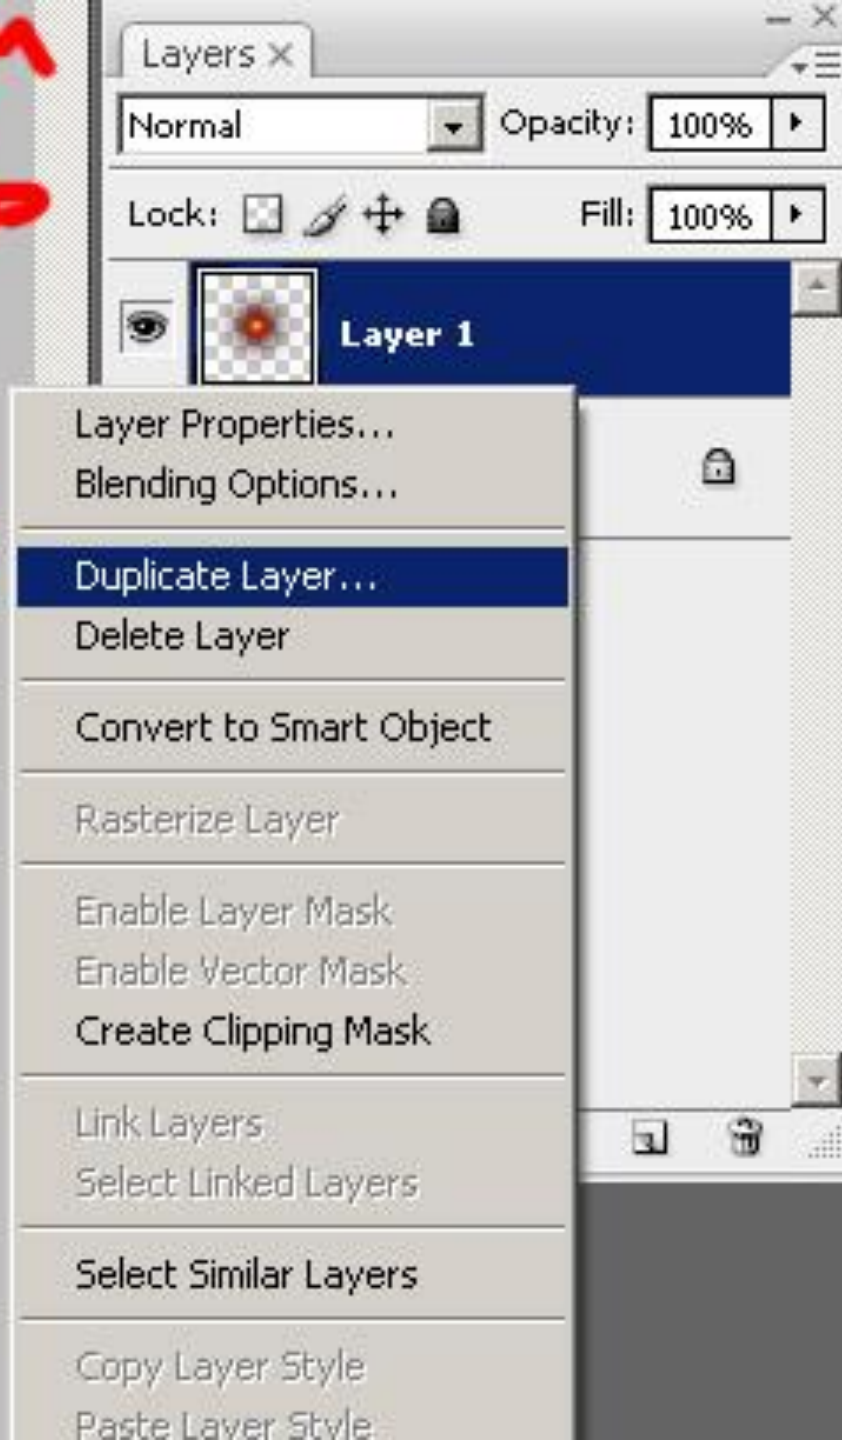 Layers
Normal Opacity: 100%
Lock: Fill: 100%
Layer 1
Layer Properties...
Blending Options...
Duplicate Layer...
Delete Layer
Convert to Smart Object
Rasterize Layer
Enable Layer Mask
Enable Vector Mask
Create Clipping Mask
Link Layers
Select Linked Layers
Select Similar Layers
Copy Layer Style
Paste Layer Style